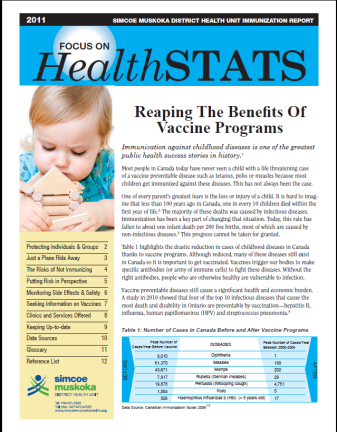 2011
SIMCOE MUSKOKA DISTRICT HEALTH UNIT IMMUNIZATION REPORT
FOCUS ON
HealthSTATS
Reaping The Benefits Of
Vaccine Programs
Immunization against childhood diseases is one of the greatest
public health success stories in history.¹
Most people in Canada today have never seen a child with a life threatening case
of a vaccine preventable disease such as tetanus, polio or measles because most
children get immunized against these diseases. This has not always been the case.
One of every parent's greatest fears is the loss or injury of a child. It is hard to imag-
ine that less than 100 years ago in Canada, one in every 10 children died within the
first year of life.² The majority of these deaths was caused by infectious diseases.
Immunization has been a key part of changing that situation. Today, this rate has
fallen to about one infant death per 200 live births, most of which are caused by
non-infectious diseases. This progress cannot be taken for granted.
Table 1 highlights the drastic reduction in cases of childhood diseases in Canada
thanks to vaccine programs. Although reduced, many of these diseases still exist
in Canada so it is important to get vaccinated. Vaccines trigger our bodies to make
specific antibodies (or army of immune cells) to fight these diseases. Without the
right antibodies, people who are otherwise healthy are vulnerable to infection.
Vaccine preventable diseases still cause a significant health and economic burden.
A study in 2010 showed that four of the top 10 infectious diseases that cause the
most death and disability in Ontario are preventable by vaccination—hepatitis B,
influenza, human papillomavirus (HPV) and streptococcus pneumonia.
Protecting Individuals & Groups 2
Just a Plane Ride Away 3
The Risks of Not Immunizing 4
Putting Risk in Perspective 5
Monitoring Side Effects & Safety 6
Seeking Information on Vaccines 7
Clinics and Services Offered 8
Keeping Up-to-date 9
Data Sources 10
Glossary 11
Reference List 12
simcoe
muskoka
DISTRICT HEALTH UNIT
www.simcoemuskokahealth.org
Table 1: Number of Cases in Canada Before and After Vaccine Programs
Peak Number of Cases/Year Before Vaccine
DISEASES
Peak Number of Cases/Year Between 2000-2004
BEFORE
AFTER
9,010 Diphtheria 1
61,370 Measles 199
43,671 Mumps 202
7,917 Rubella (German measles) 29
19,878 Pertussis (Whooping cough) 4,751
1,584 Polio 0
526 Haemophilus influenzae B (Hib) (> 5 years old) 17
Data Source: Canadian Immunization Guide 2006